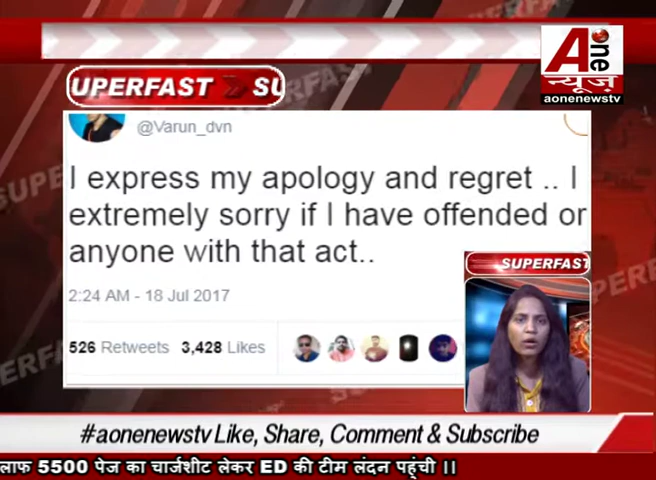 Aone
न्यूज़
aonenewstv
UPERFAST SU
@Varun_dvn
I express my apology and regret .. I
extremely sorry if I have offended or
anyone with that act..
2:24 AM - 18 Jul 2017
526 Retweets 3,428 Likes
SUPERFAST
#aonenewstv Like, Share, Comment & Subscribe
लाफ 5500 पेज का चार्जशीट लेकर ED की टीम लंदन पहुंची ।।